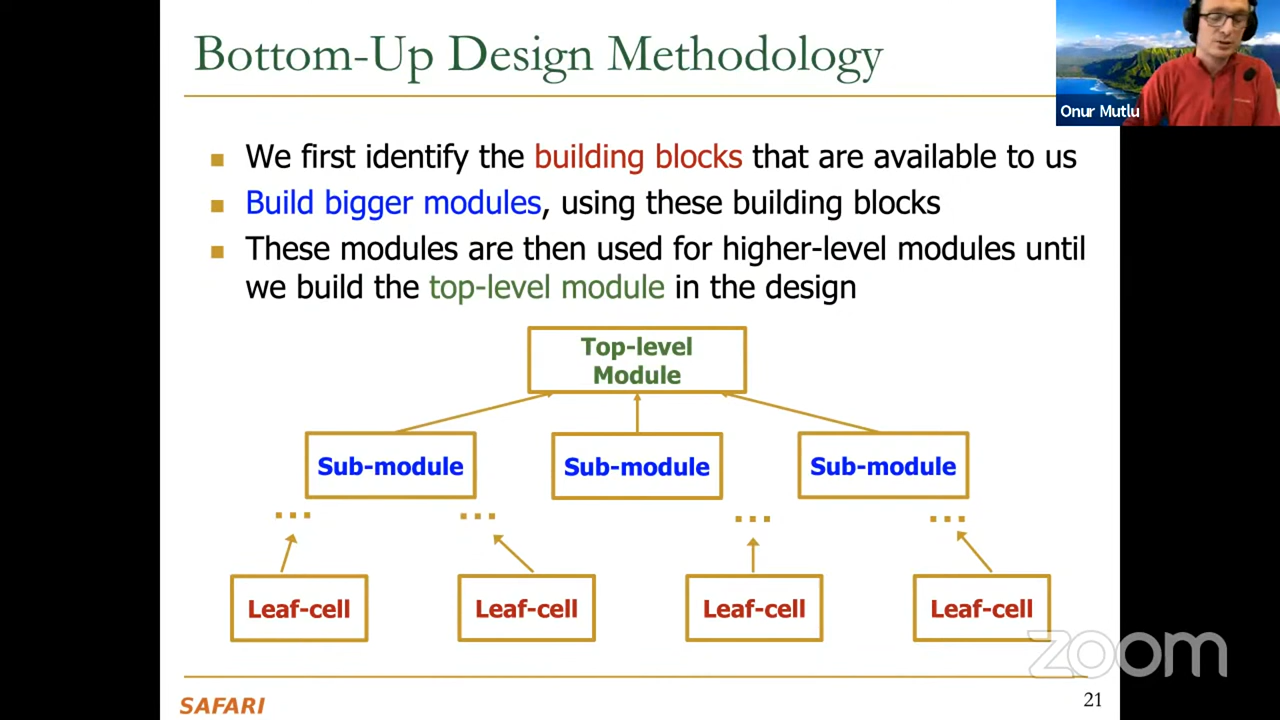 Bottom-Up Design Methodology
Onur Mutlu
We first identify the building blocks that are available to us
Build bigger modules, using these building blocks
These modules are then used for higher-level modules until
we build the top-level module in the design
Top-level
Module
Sub-module Sub-module Sub-module
... ... ... ...
Leaf-cell Leaf-cell Leaf-cell Leaf-cell
zoom
SAFARI
21